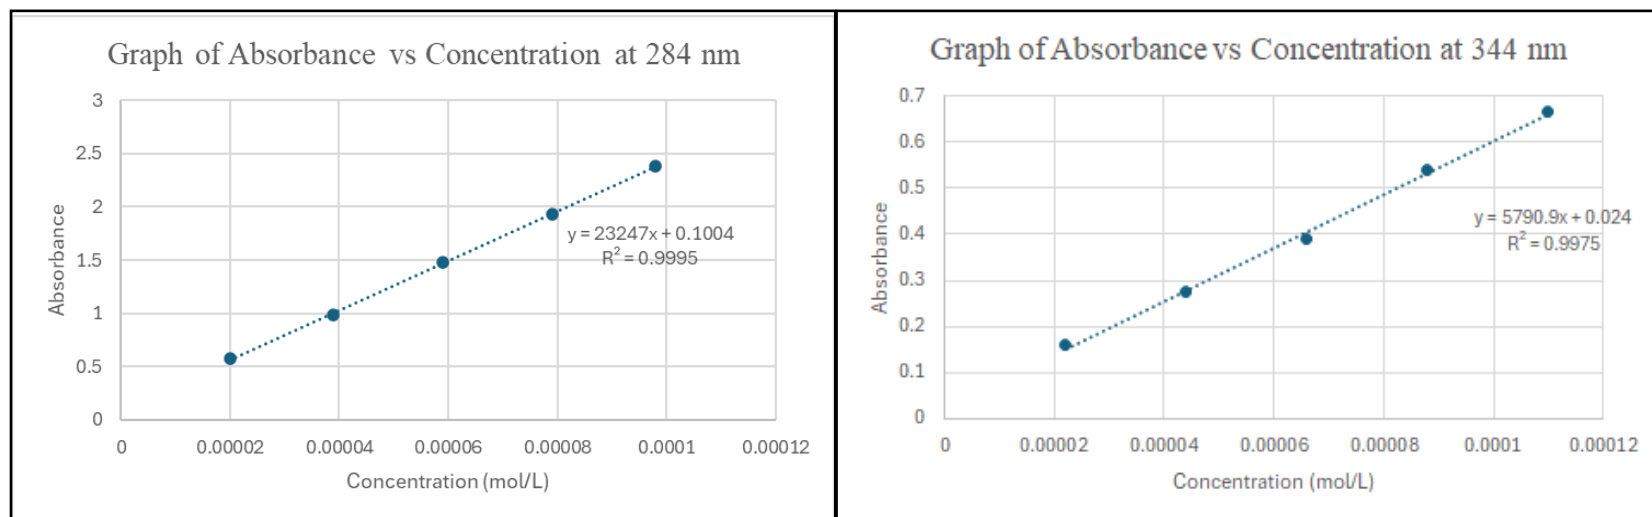 Graph of Absorbance vs Concentration at 284 nm
3
2.5
2
1.5
1
0.5
0
Absorbance
y = 23247x + 0.1004
R² = 0.9995
0 0.00002 0.00004 0.00006 0.00008 0.0001 0.00012
Concentration (mol/L)
Graph of Absorbance vs Concentration at 344 nm
0.7
0.6
0.5
0.4
0.3
0.2
0.1
0
Absorbance
y = 5790.9x + 0.024
R² = 0.9975
0 0.00002 0.00004 0.00006 0.00008 0.0001 0.00012
Concentration (mol/L)